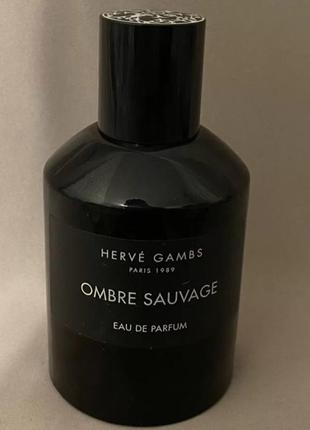 HERVÉ GAMBS
PARIS 1989
OMBRE SAUVAGE
EAU DE PARFUM